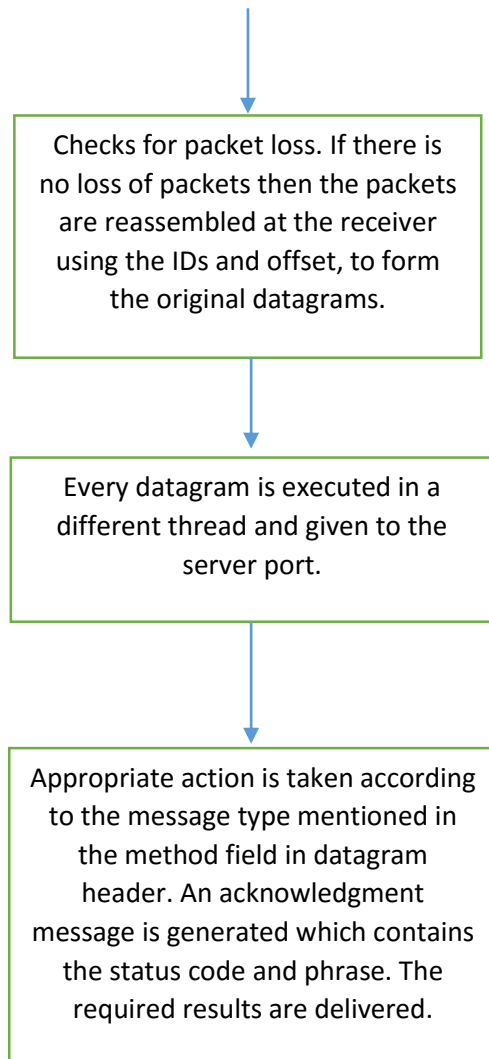 Checks for packet loss. If there is
no loss of packets then the packets
are reassembled at the receiver
using the IDs and offset, to form
the original datagrams.
Every datagram is executed in a
different thread and given to the
server port.
Appropriate action is taken according
to the message type mentioned in
the method field in datagram
header. An acknowledgment
message is generated which contains
the status code and phrase. The
required results are delivered.